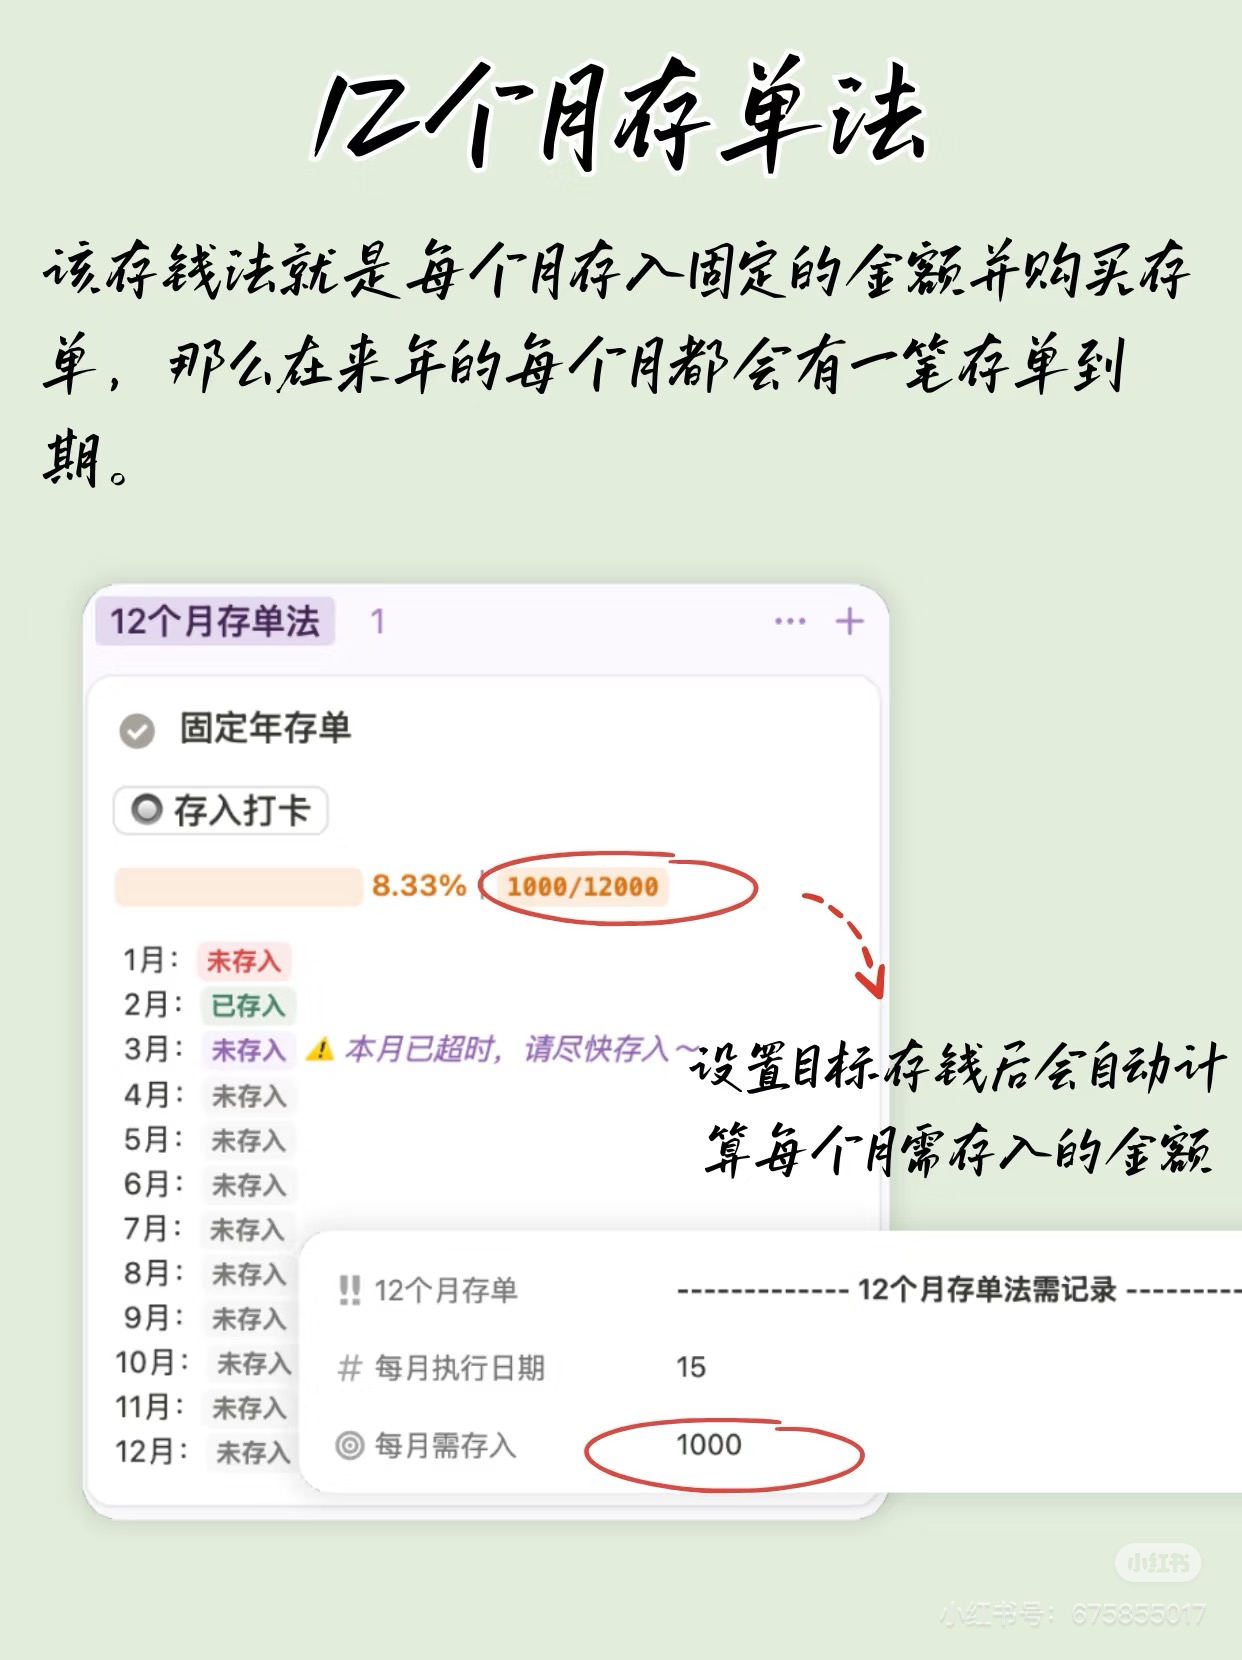 12个月存单法
该存钱法就是每个月存入固定的金额并购买存
单，那么在来年的每个月都会有一笔存单到
期。
12个月存单法 1 ... +
固定年存单
存入打卡
8.33% | 1000/12000
1月：未存入
2月：已存入
3月：未存入 ⚠️ 本月已超时，请尽快存入～
设置目标存钱后会自动计
算每个月需存入的金额
4月：未存入
5月：未存入
6月：未存入
7月：未存入
8月：未存入
9月：未存入
10月：未存入
11月：未存入
12月：未存入
!! 12个月存单 ------------- 12个月存单法需记录 ---------
# 每月执行日期 15
每月需存入 1000
小红书
小红书号：675855017